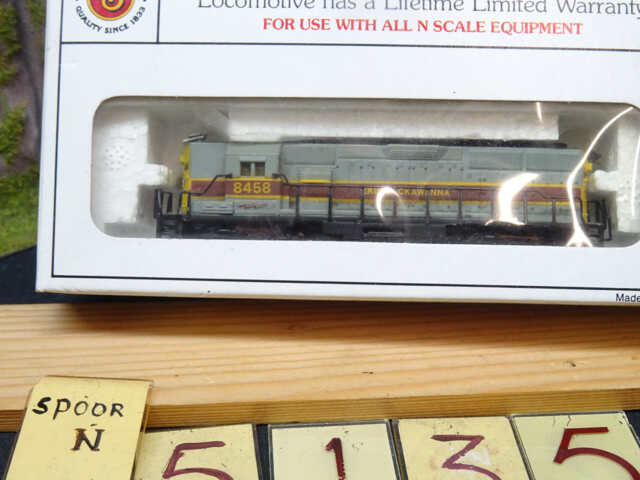 QUALITY SINCE 1833
Locomotive has a Lifetime Limited Warranty
FOR USE WITH ALL N SCALE EQUIPMENT
8458
LACKAWANNA
Made
SPOOR
N
5 1 3 5